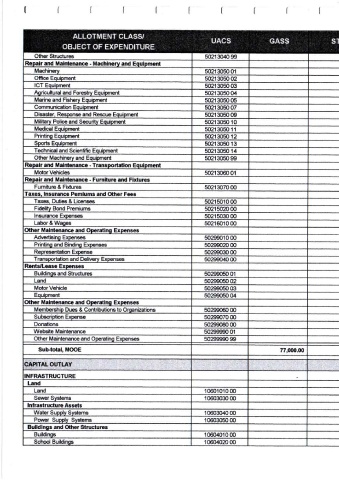 ALLOTMENT CLASS/ OBJECT OF EXPENDITURE UACS GASS ST
Other Structures 50213040 99
Repair and Maintenance - Machinery and Equipment
Machinery 50213050 01
Office Equipment 50213050 02
ICT Equipment 50213050 03
Agricultural and Forestry Equipment 50213050 04
Marine and Fishery Equipment 50213050 05
Communication Equipment 50213050 07
Disaster, Response and Rescue Equipment 50213050 09
Military Police and Security Equipment 50213050 10
Medical Equipment 50213050 11
Printing Equipment 50213050 12
Sports Equipment 50213050 13
Technical and Scientific Equipment 50213050 14
Other Machinery and Equipment 50213050 99
Repair and Maintenance - Transportation Equipment
Motor Vehicles 50213060 01
Repair and Maintenance - Furniture and Fixtures
Furniture & Fixtures 50213070 00
Taxes, Insurance Pemiums and Other Fees
Taxes, Duties & Licenses 50215010 00
Fidelity Bond Premiums 50215020 00
Insurance Expenses 50215030 00
Labor & Wages 50216010 00
Other Maintenance and Operating Expenses
Advertising Expenses 50299010 00
Printing and Binding Expenses 50299020 00
Representation Expense 50299030 00
Transportation and Delivery Expenses 50299040 00
Rents/Lease Expenses
Buildings and Structures 50299050 01
Land 50299050 02
Motor Vehicle 50299050 03
Equipment 50299050 04
Other Maintenance and Operating Expenses
Membership Dues & Contributions to Organizations 50299060 00
Subscription Expense 50299070 00
Donations 50299080 00
Website Maintenance 50299990 01
Other Maintenance and Operating Expenses 50299990 99
Sub-total, MOOE 77,000.00
CAPITAL OUTLAY
INFRASTRUCTURE -
Land
Land 10601010 00
Sewer Systems 10603030 00
Infrastructure Assets
Water Supply Systems 10603040 00
Power Supply Systems 10603050 00
Buildings and Other Structures
Buildings 10604010 00
School Buildings 10604020 00